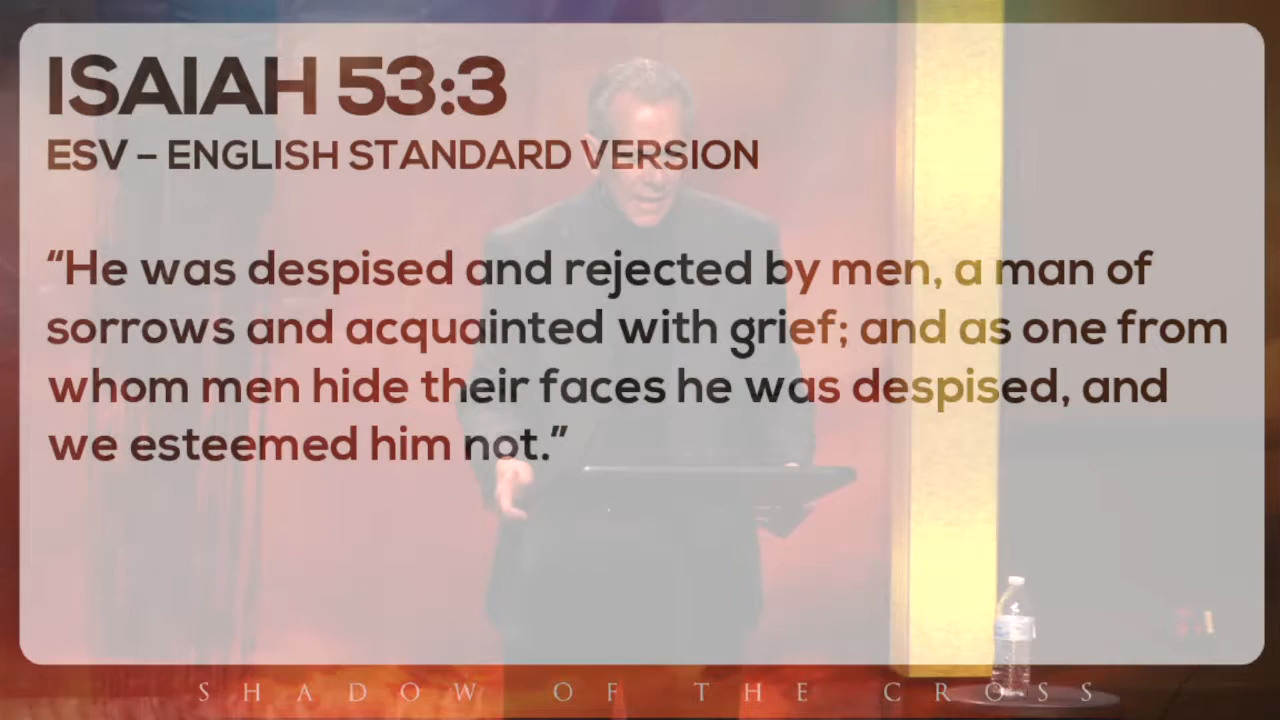 ISAIAH 53:3
ESV – ENGLISH STANDARD VERSION
“He was despised and rejected by men, a man of
sorrows and acquainted with grief; and as one from
whom men hide their faces he was despised, and
we esteemed him not.”
SHADOW OF THE CROSS